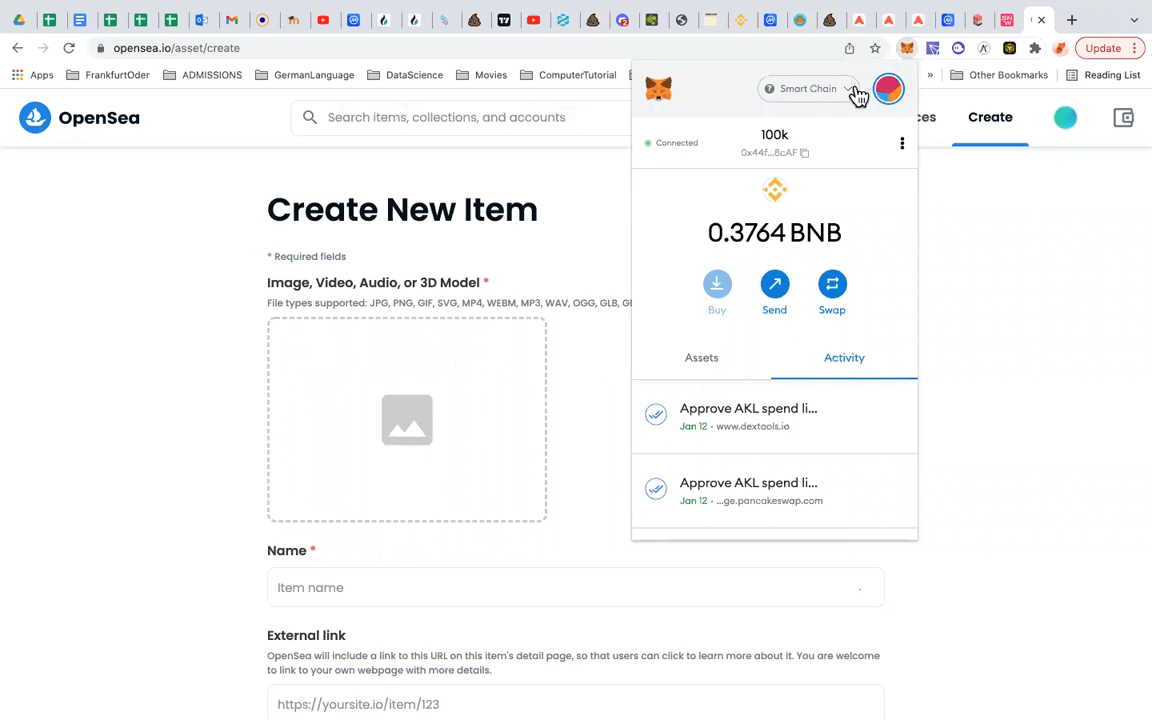 opensea.io/asset/create
Update
Apps
FrankfurtOder
ADMISSIONS
GermanLanguage
DataScience
Movies
ComputerTutorial
»
Other Bookmarks
Reading List
OpenSea
Search items, collections, and accounts
Create
Smart Chain
Connected
100k
0x44f...8cAF
0.3764 BNB
Buy
Send
Swap
Assets
Activity
Approve AKL spend li...
Jan 12 · www.dextools.io
Approve AKL spend li...
Jan 12 · ...ge.pancakeswap.com
Create New Item
* Required fields
Image, Video, Audio, or 3D Model *
File types supported: JPG, PNG, GIF, SVG, MP4, WEBM, MP3, WAV, OGG, GLB,
Name *
Item name
External link
OpenSea will include a link to this URL on this item's detail page, so that users can click to learn more about it. You are welcome
to link to your own webpage with more details.
https://yoursite.io/item/123